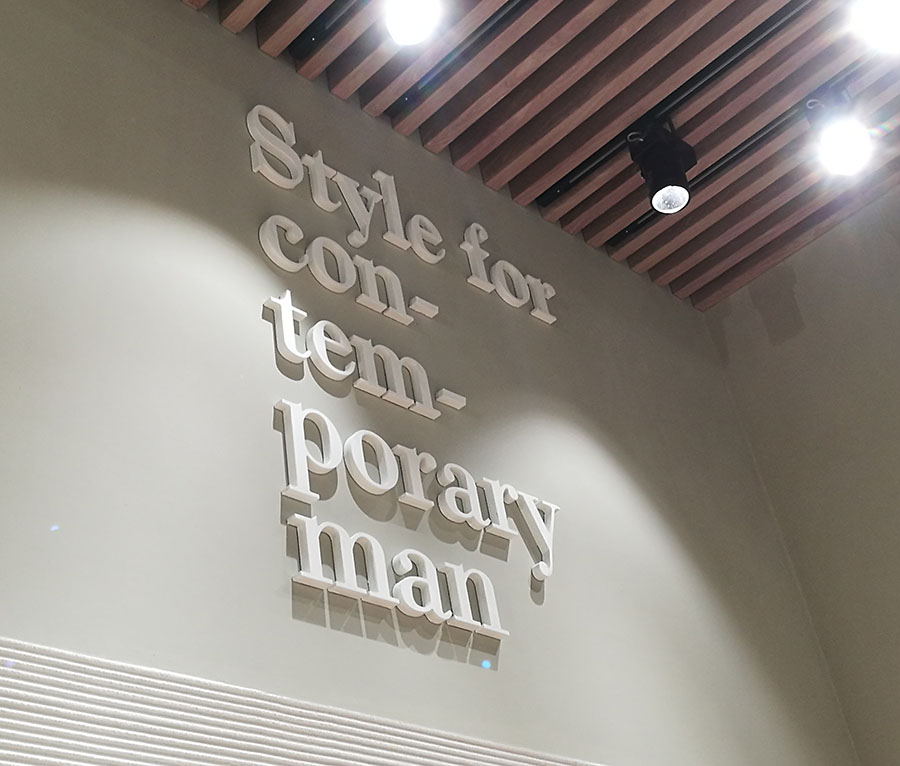 Style for
con-
tem-
porary
man